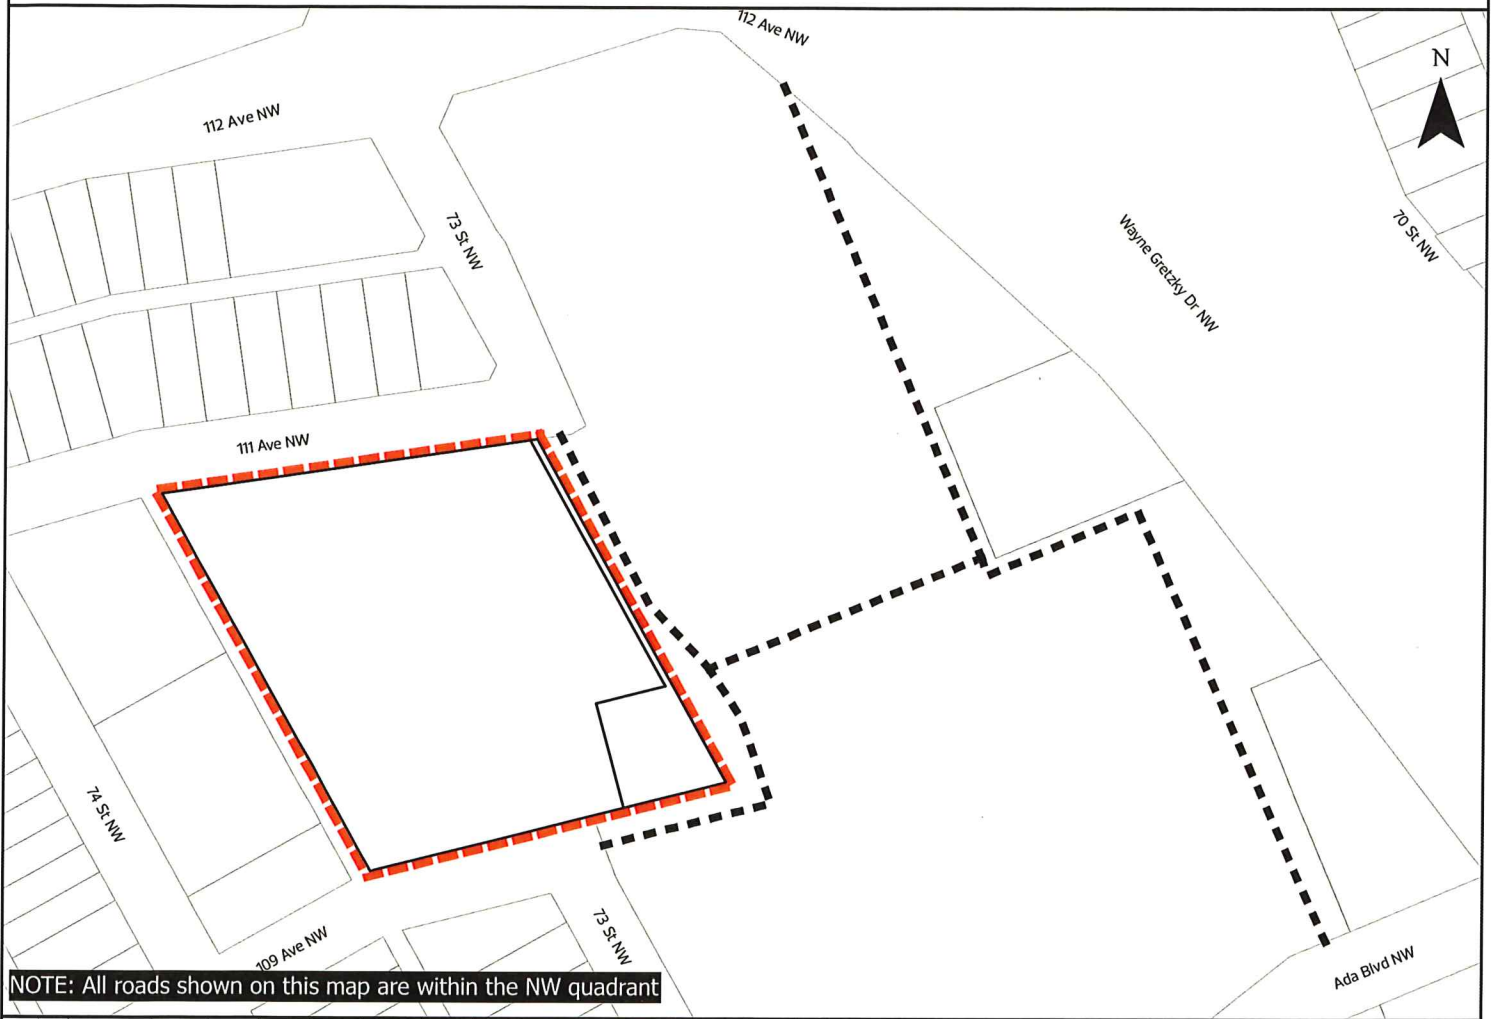 112 Ave NW
N
112 Ave NW
73 St NW
70 St NW
Wayne Gretzky Dr NW
111 Ave NW
74 St NW
73 St NW
109 Ave NW
Ada Blvd NW
NOTE: All roads shown on this map are within the NW quadrant